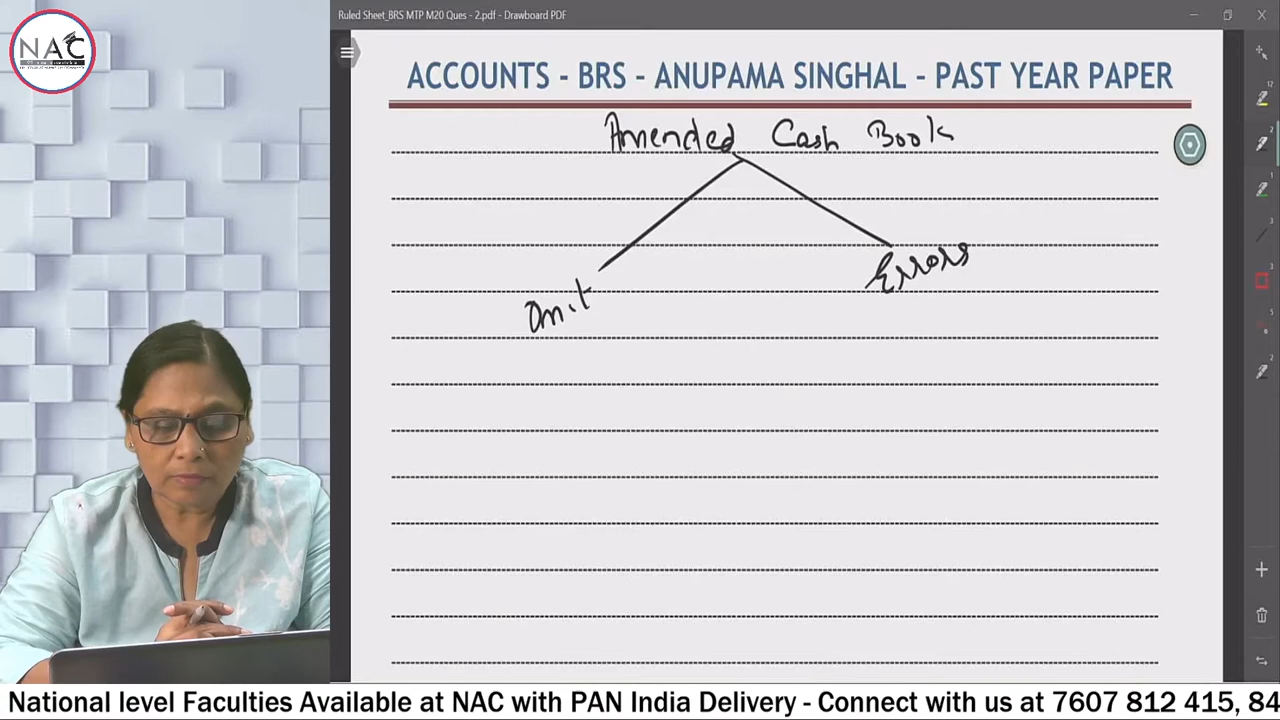 Ruled Sheet_BRS MTP M20 Ques - 2.pdf - Drawboard PDF
NAC
ACCOUNTS - BRS - ANUPAMA SINGHAL - PAST YEAR PAPER
Amended Cash Book
Errors
Omit
National level Faculties Available at NAC with PAN India Delivery - Connect with us at 7607 812 415, 84